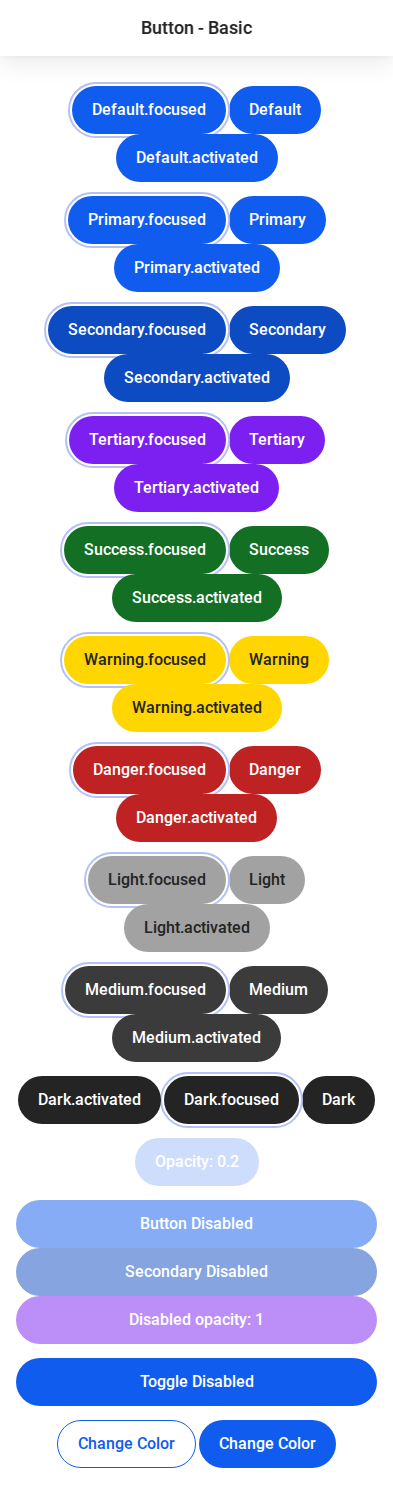 Button - Basic
Default.focused Default
Default.activated
Primary.focused Primary
Primary.activated
Secondary.focused Secondary
Secondary.activated
Tertiary.focused Tertiary
Tertiary.activated
Success.focused Success
Success.activated
Warning.focused Warning
Warning.activated
Danger.focused Danger
Danger.activated
Light.focused Light
Light.activated
Medium.focused Medium
Medium.activated
Dark.activated Dark.focused Dark
Opacity: 0.2
Button Disabled
Secondary Disabled
Disabled opacity: 1
Toggle Disabled
Change Color Change Color